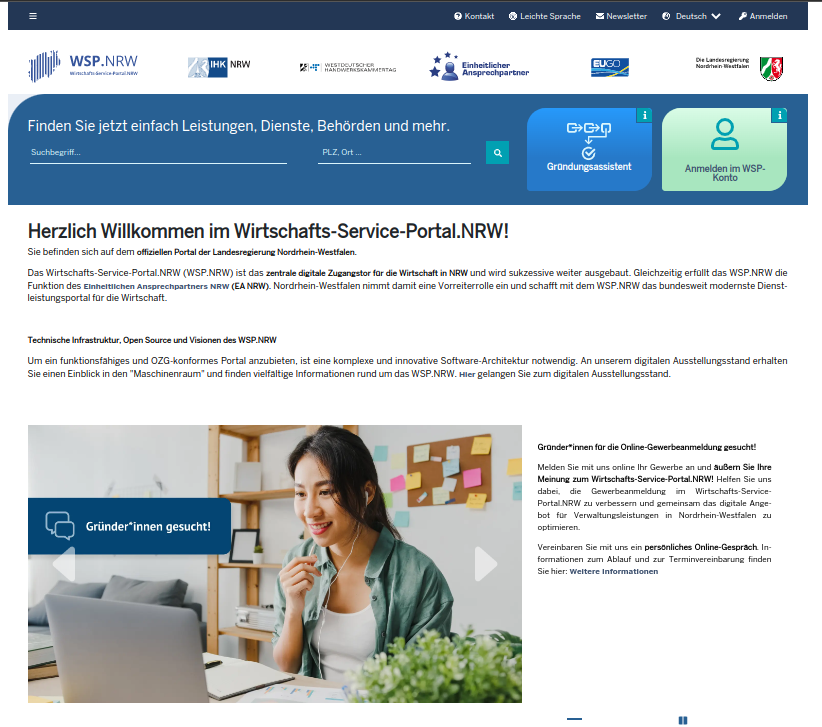 Kontakt Leichte Sprache Newsletter Deutsch Anmelden
WSP.NRW
Wirtschafts-Service-Portal.NRW
IHK NRW
WESTDEUTSCHER
HANDWERKSKAMMERTAG
Einheitlicher
Ansprechpartner
EUGO
Die Landesregierung
Nordrhein-Westfalen
Finden Sie jetzt einfach Leistungen, Dienste, Behörden und mehr.
Suchbegriff...
PLZ, Ort ...
Gründungsassistent
Anmelden im WSP-
Konto
Herzlich Willkommen im Wirtschafts-Service-Portal.NRW!
Sie befinden sich auf dem offiziellen Portal der Landesregierung Nordrhein-Westfalen.
Das Wirtschafts-Service-Portal.NRW (WSP.NRW) ist das zentrale digitale Zugangstor für die Wirtschaft in NRW und wird sukzessive weiter ausgebaut. Gleichzeitig erfüllt das WSP.NRW die
Funktion des Einheitlichen Ansprechpartners NRW (EA NRW). Nordrhein-Westfalen nimmt damit eine Vorreiterrolle ein und schafft mit dem WSP.NRW das bundesweit modernste Dienst-
leistungsportal für die Wirtschaft.
Technische Infrastruktur, Open Source und Visionen des WSP.NRW
Um ein funktionsfähiges und OZG-konformes Portal anzubieten, ist eine komplexe und innovative Software-Architektur notwendig. An unserem digitalen Ausstellungsstand erhalten
Sie einen Einblick in den "Maschinenraum" und finden vielfältige Informationen rund um das WSP.NRW. Hier gelangen Sie zum digitalen Ausstellungsstand.
Gründer*innen gesucht!
Gründer*innen für die Online-Gewerbeanmeldung gesucht!
Melden Sie mit uns online Ihr Gewerbe an und äußern Sie Ihre
Meinung zum Wirtschafts-Service-Portal.NRW! Helfen Sie uns
dabei, die Gewerbeanmeldung im Wirtschafts-Service-
Portal.NRW zu verbessern und gemeinsam das digitale Ange-
bot für Verwaltungsleistungen in Nordrhein-Westfalen zu
optimieren.
Vereinbaren Sie mit uns ein persönliches Online-Gespräch. In-
formationen zum Ablauf und zur Terminvereinbarung finden
Sie hier: Weitere Informationen